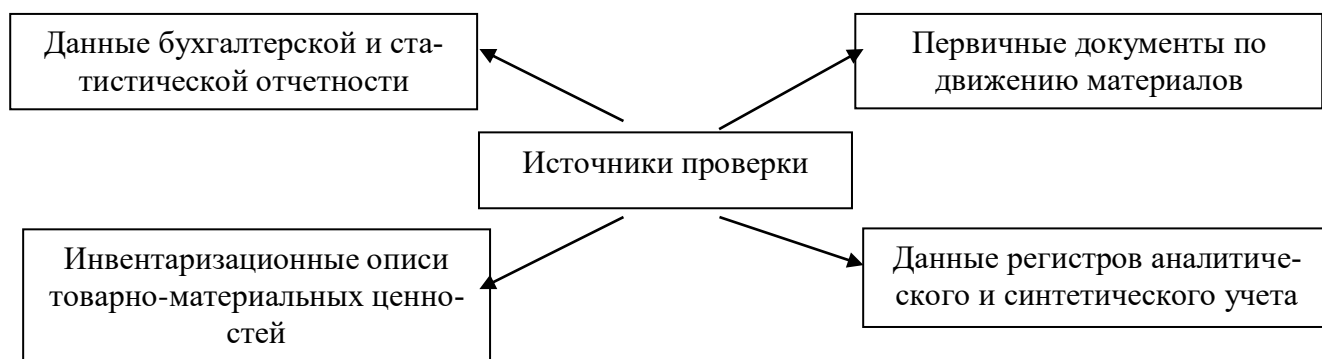 Данные бухгалтерской и ста-
тистической отчетности
Первичные документы по
движению материалов
Источники проверки
Инвентаризационные описи
товарно-материальных ценно-
стей
Данные регистров аналитиче-
ского и синтетического учета